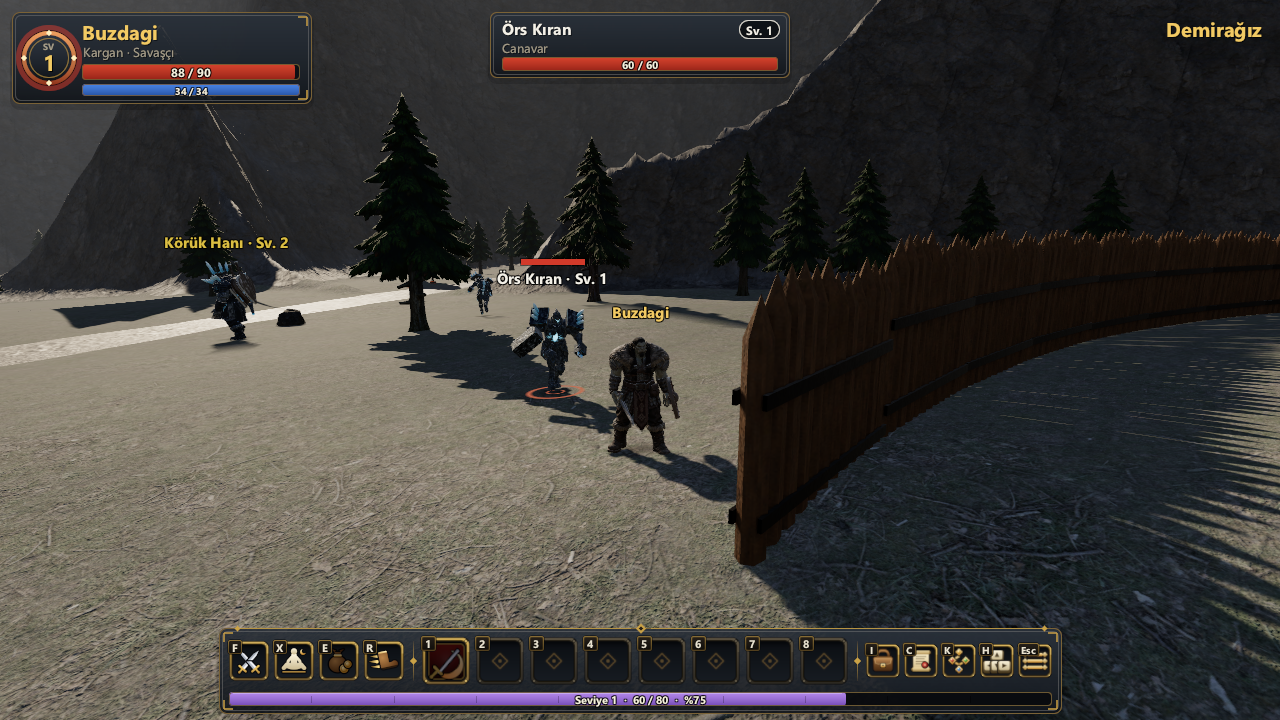 SV
1
Buzdagi
Kargan · Savaşçı
88 / 90
34 / 34
Örs Kıran
Sv. 1
Canavar
60 / 60
Demirağız
Körük Hanı · Sv. 2
Örs Kıran · Sv. 1
Buzdagi
F X E R 1 2 3 4 5 6 7 8 I C K H Esc
Seviye 1 · 60 / 80 · %75